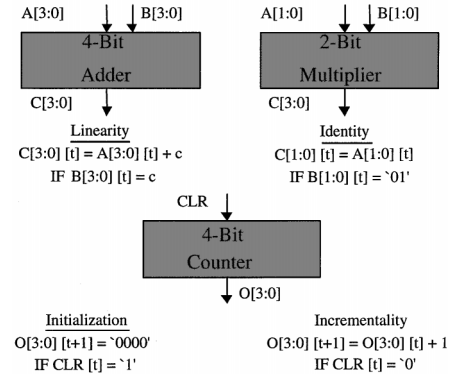 A[3:0] B[3:0]
4-Bit
Adder
C[3:0]
Linearity
C[3:0] [t] = A[3:0] [t] + c
IF B[3:0] [t] = c
A[1:0] B[1:0]
2-Bit
Multiplier
C[3:0]
Identity
C[1:0] [t] = A[1:0] [t]
IF B[1:0] [t] = `01'
CLR
4-Bit
Counter
O[3:0]
Initialization
O[3:0] [t+1] = `0000'
IF CLR [t] = `1'
Incrementality
O[3:0] [t+1] = O[3:0] [t] + 1
IF CLR [t] = `0'